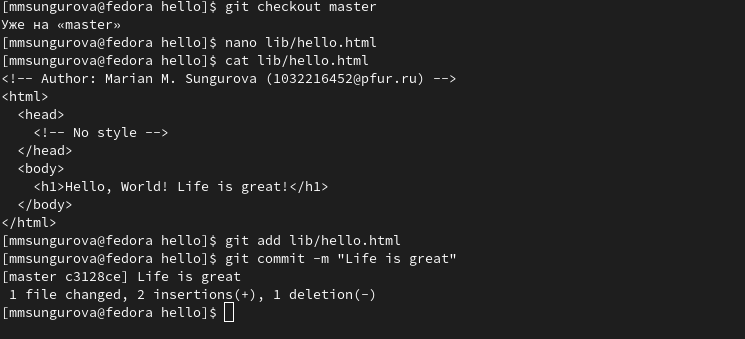 [mmsungurova@fedora hello]$ git checkout master
Уже на «master»
[mmsungurova@fedora hello]$ nano lib/hello.html
[mmsungurova@fedora hello]$ cat lib/hello.html
<!-- Author: Marian M. Sungurova (1032216452@pfur.ru) -->
<html>
  <head>
    <!-- No style -->
  </head>
  <body>
    <h1>Hello, World! Life is great!</h1>
  </body>
</html>
[mmsungurova@fedora hello]$ git add lib/hello.html
[mmsungurova@fedora hello]$ git commit -m "Life is great"
[master c3128ce] Life is great
 1 file changed, 2 insertions(+), 1 deletion(-)
[mmsungurova@fedora hello]$